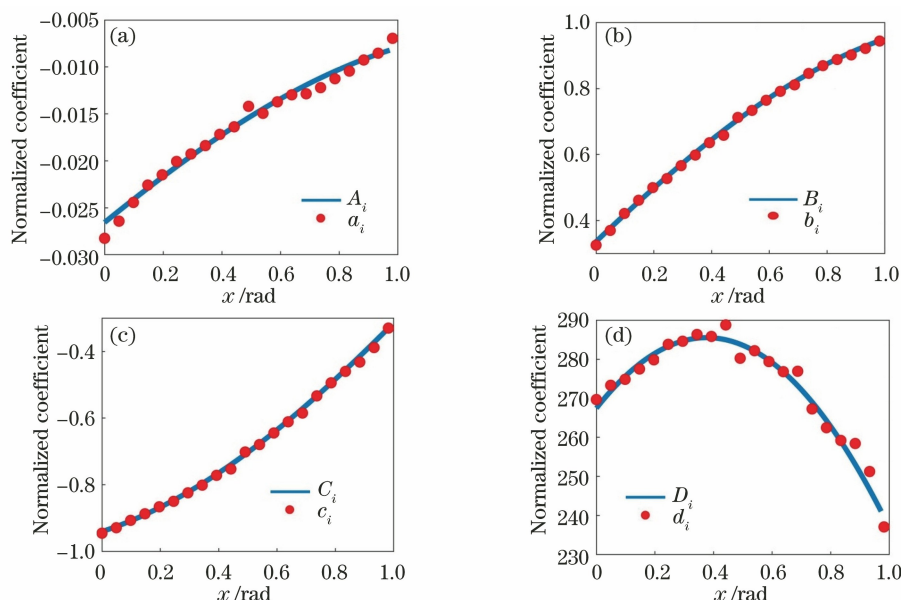 (a)
Normalized coefficient
−0.005
−0.010
−0.015
−0.020
−0.025
−0.030
A_i
a_i
0 0.2 0.4 0.6 0.8 1.0
x /rad
(b)
Normalized coefficient
1.0
0.8
0.6
0.4
B_i
b_i
0 0.2 0.4 0.6 0.8 1.0
x /rad
(c)
Normalized coefficient
−0.4
−0.6
−0.8
−1.0
C_i
c_i
0 0.2 0.4 0.6 0.8 1.0
x /rad
(d)
Normalized coefficient
290
280
270
260
250
240
230
D_i
d_i
0 0.2 0.4 0.6 0.8 1.0
x /rad